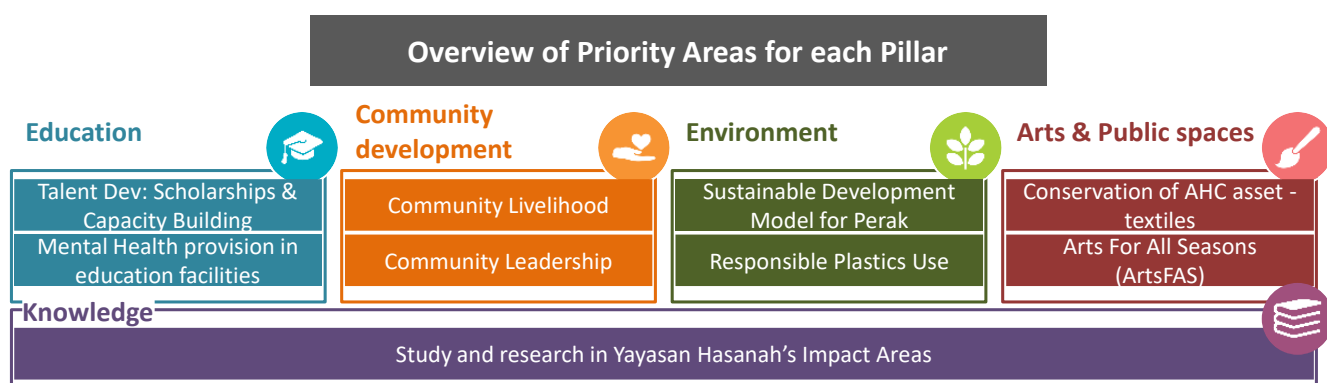 Overview of Priority Areas for each Pillar
Education
Talent Dev: Scholarships &
Capacity Building
Mental Health provision in
education facilities
Community
development
Community Livelihood
Community Leadership
Environment
Sustainable Development
Model for Perak
Responsible Plastics Use
Arts & Public spaces
Conservation of AHC asset -
textiles
Arts For All Seasons
(ArtsFAS)
Knowledge
Study and research in Yayasan Hasanah’s Impact Areas